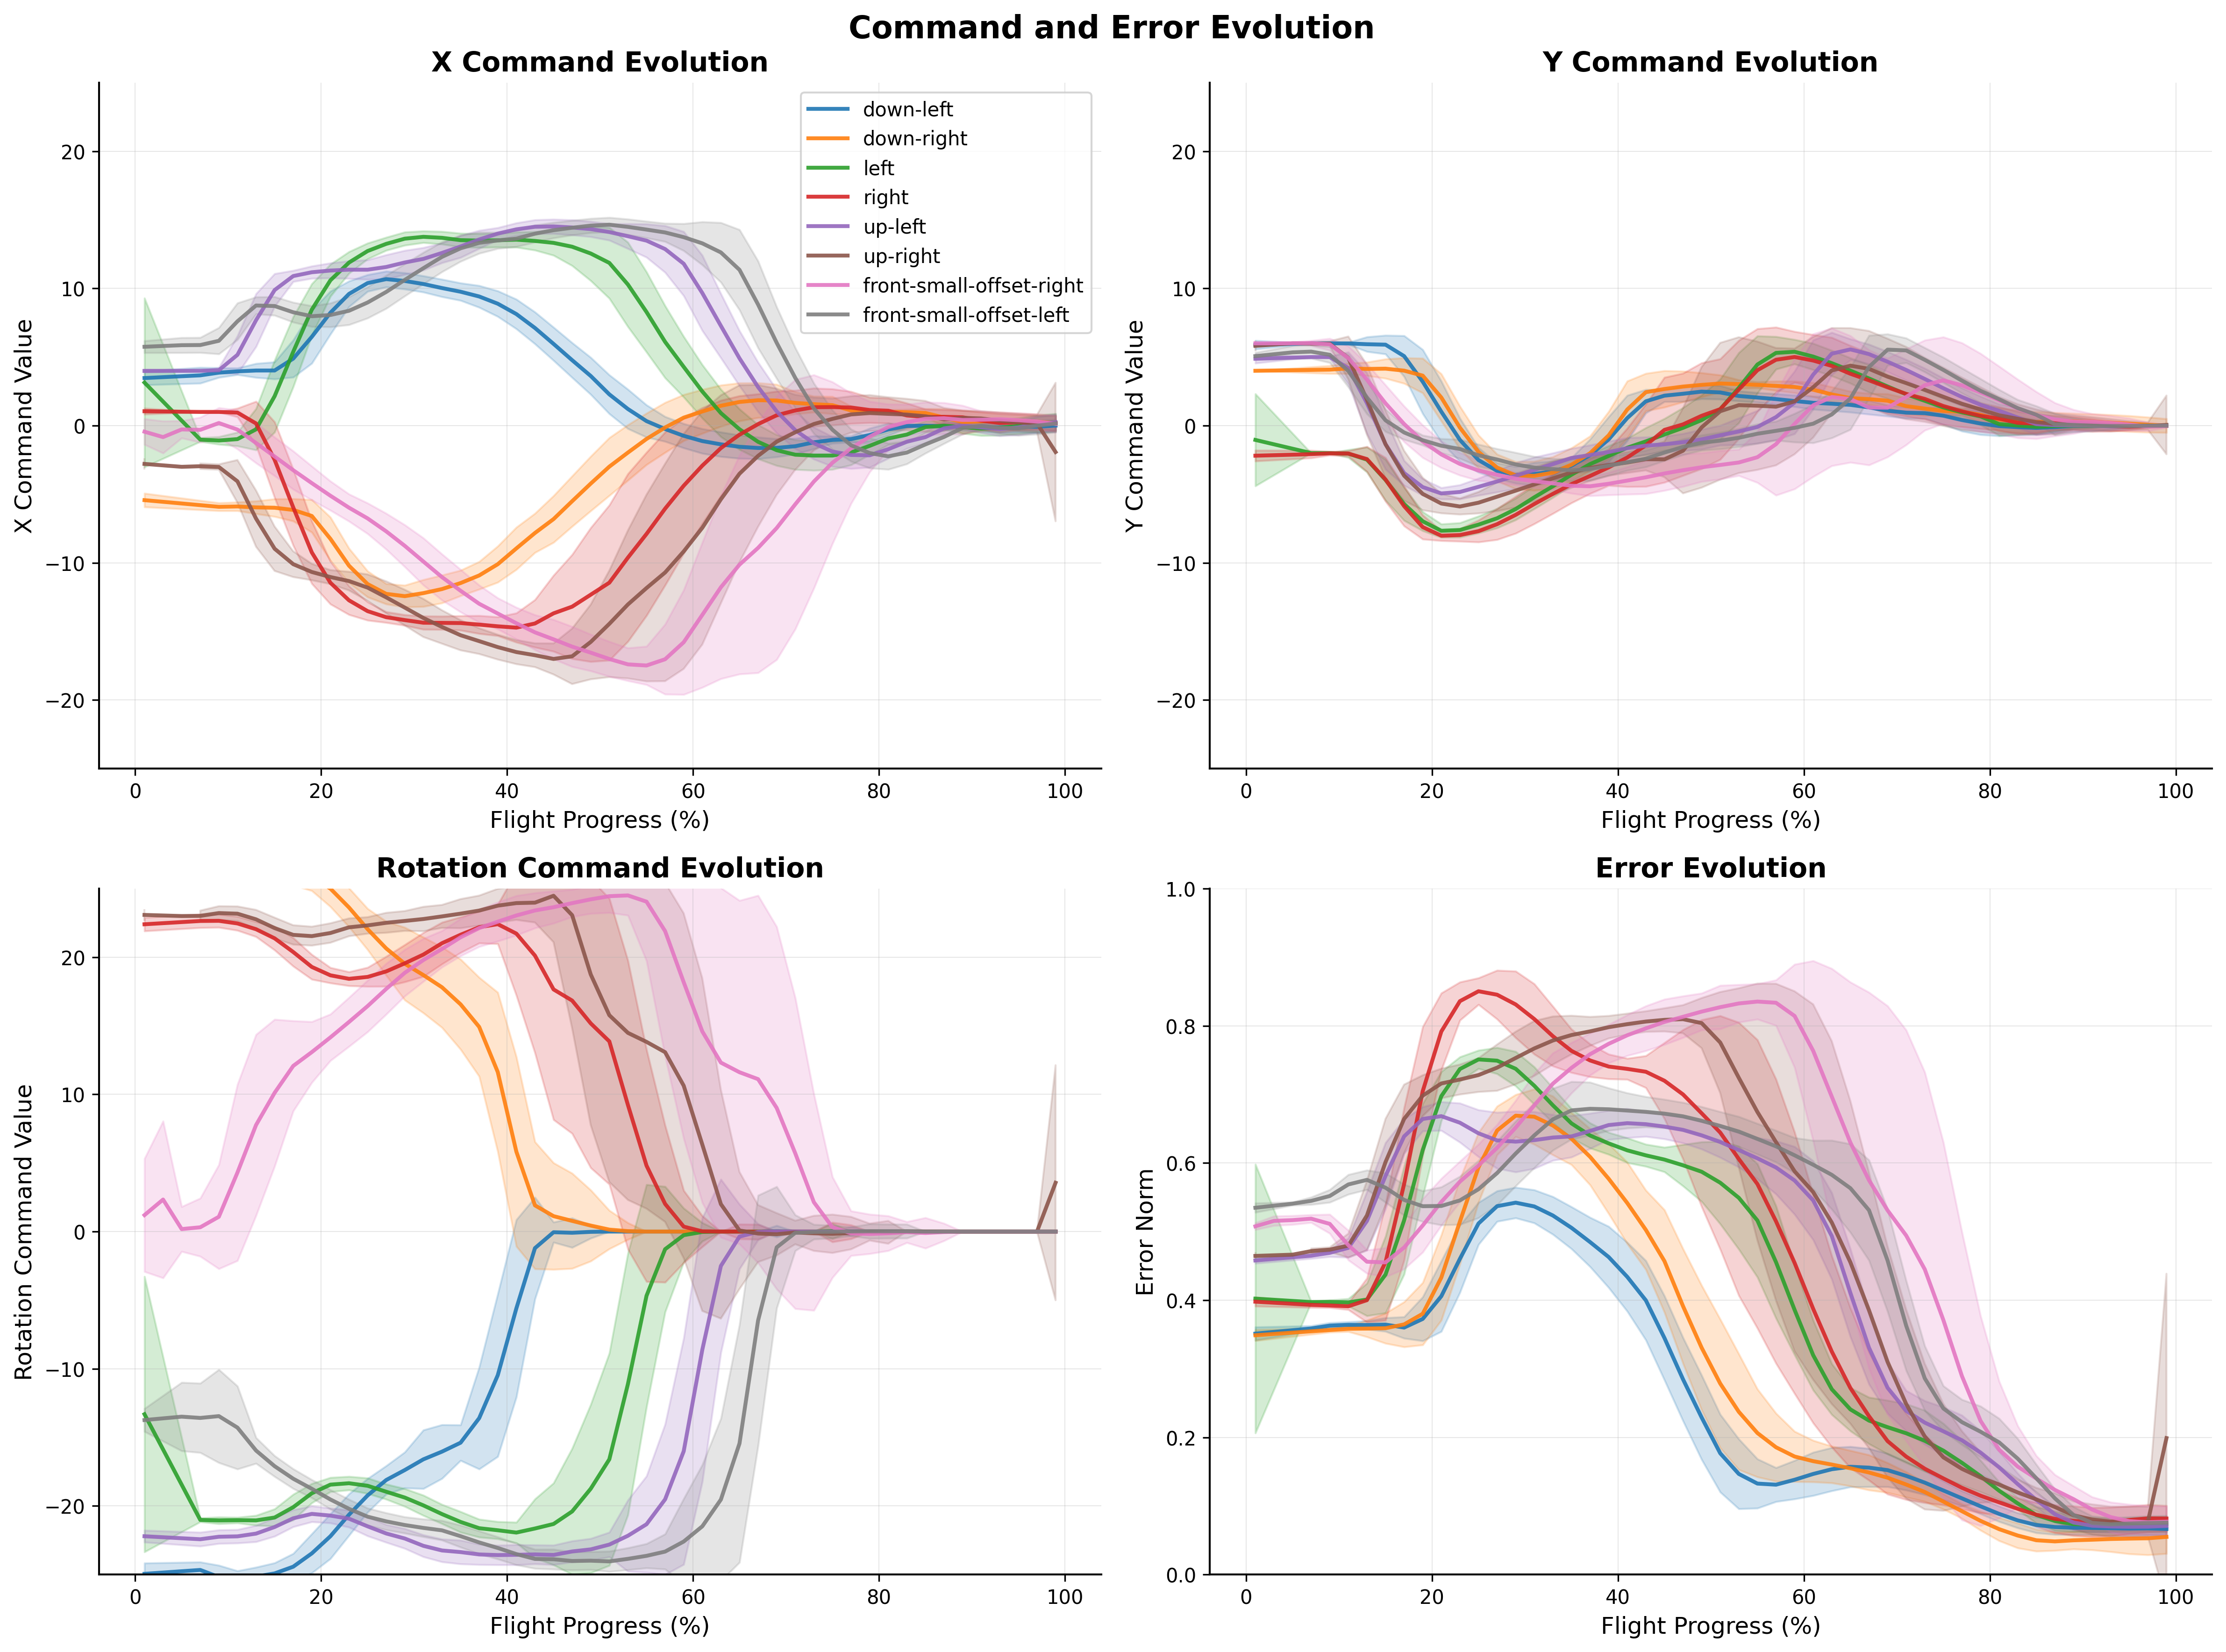 Command and Error Evolution
X Command Evolution
Y Command Evolution
20
10
0
−10
−20
X Command Value
down-left
down-right
left
right
up-left
up-right
front-small-offset-right
front-small-offset-left
0 20 40 60 80 100
Flight Progress (%)
20
10
0
−10
−20
Y Command Value
0 20 40 60 80 100
Flight Progress (%)
Rotation Command Evolution
20
10
0
−10
−20
Rotation Command Value
0 20 40 60 80 100
Flight Progress (%)
Error Evolution
1.0
0.8
0.6
0.4
0.2
0.0
Error Norm
0 20 40 60 80 100
Flight Progress (%)